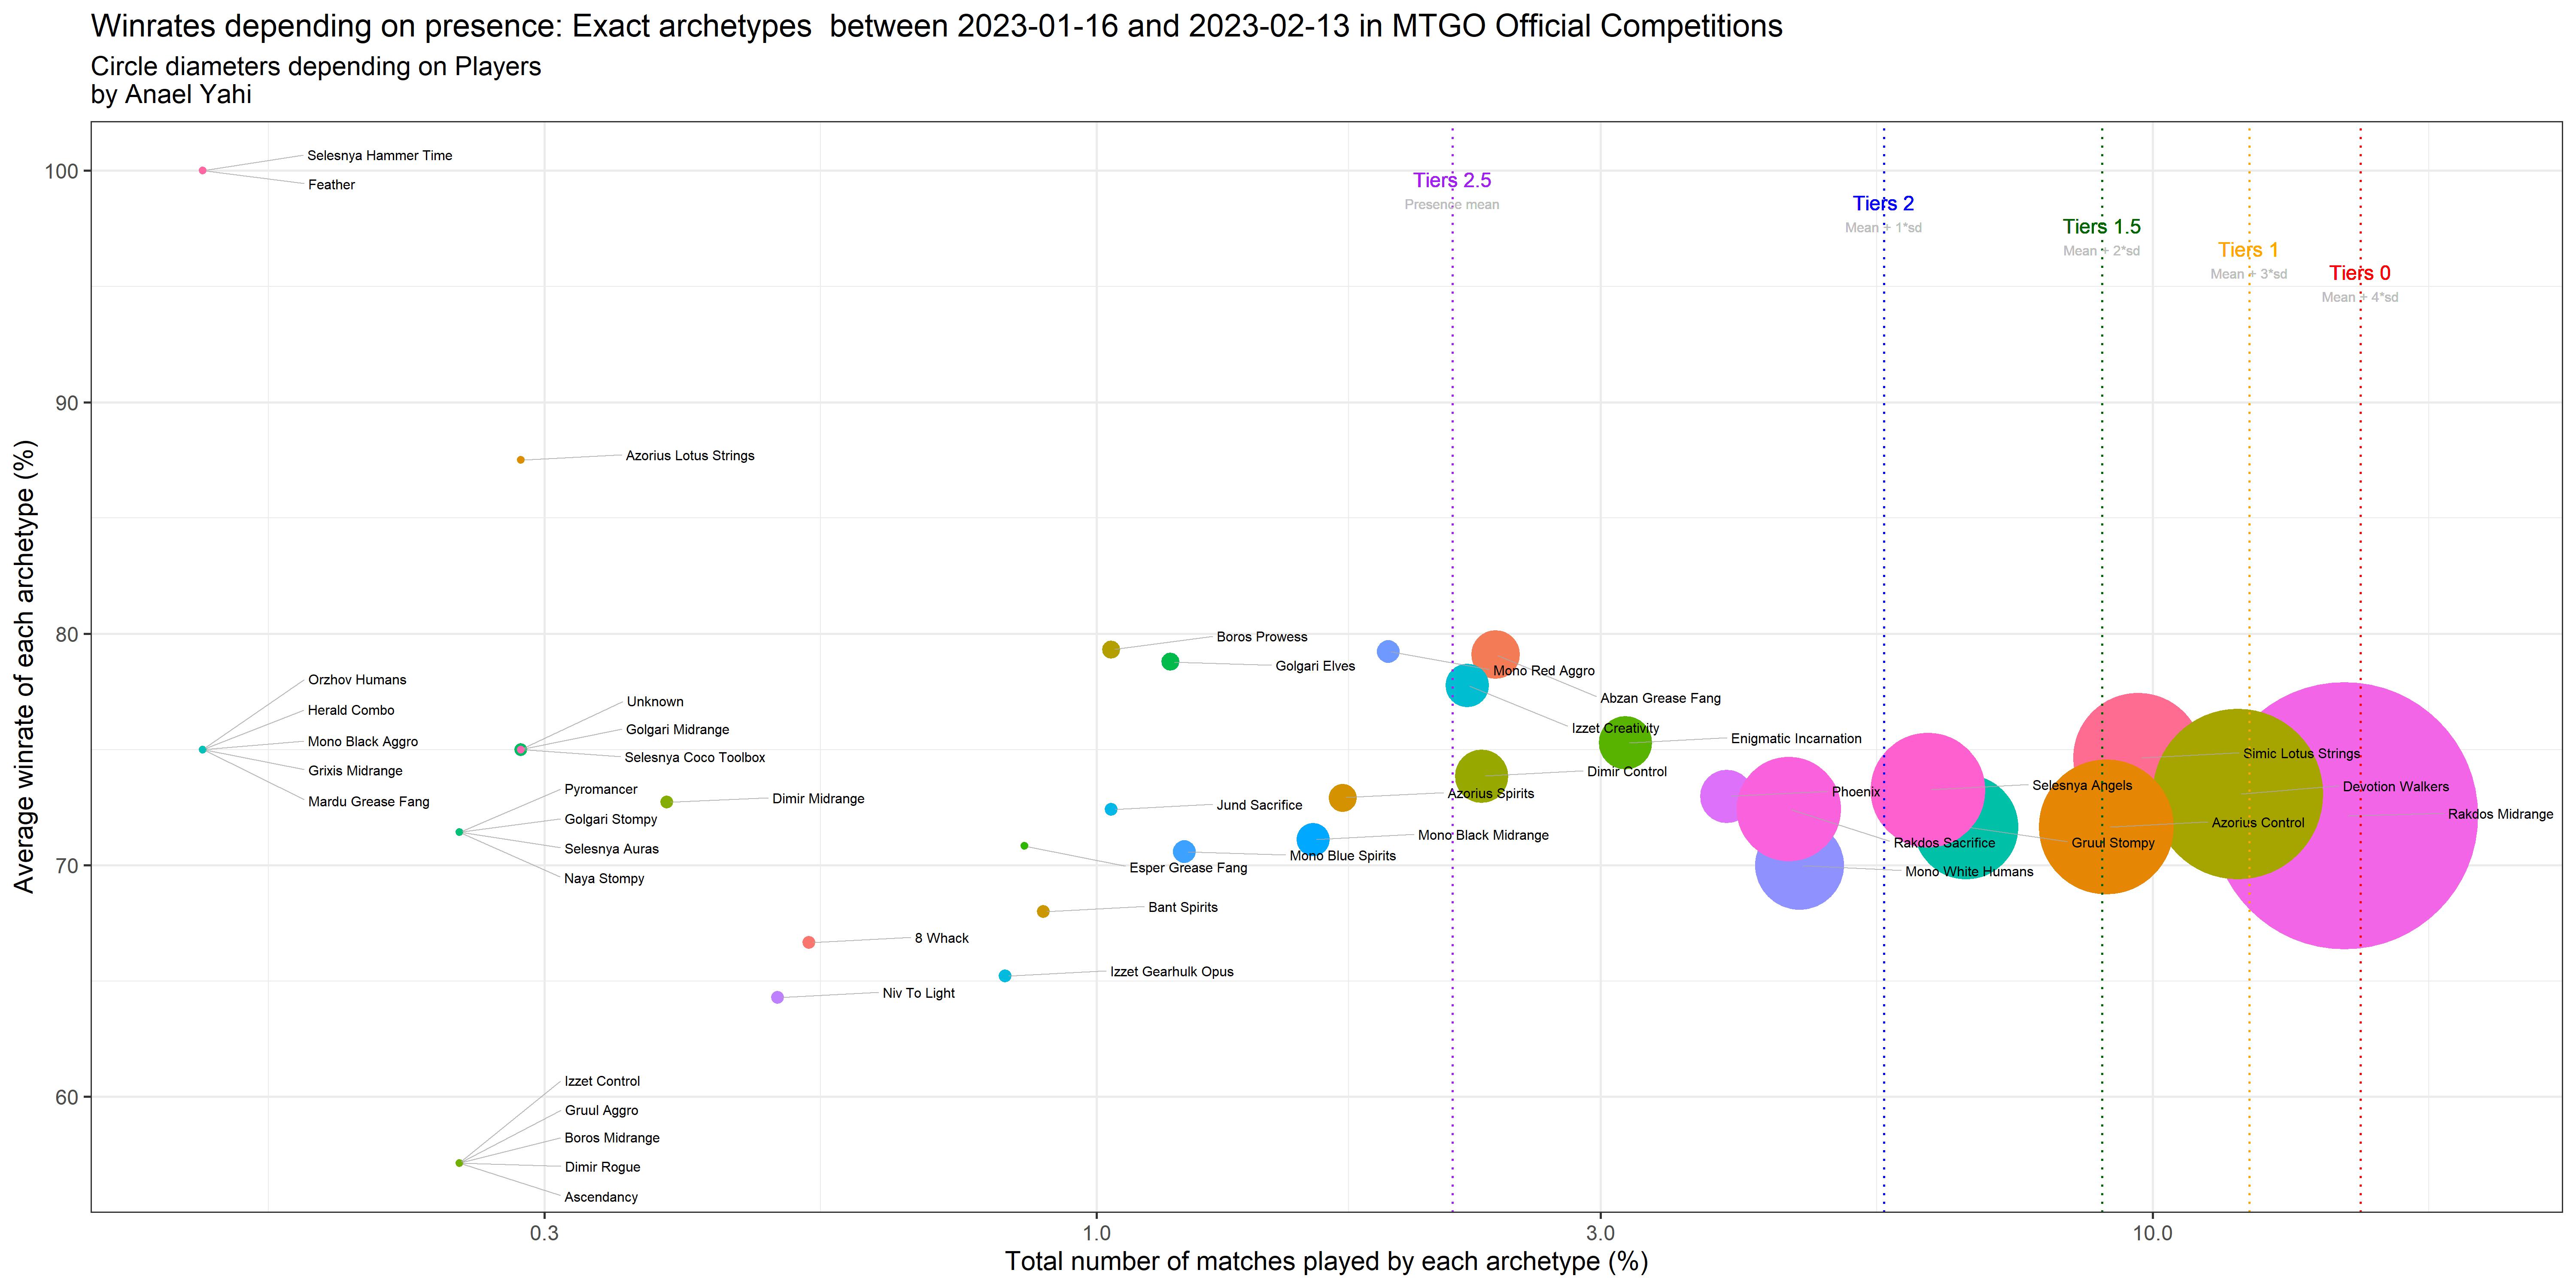 Winrates depending on presence: Exact archetypes  between 2023-01-16 and 2023-02-13 in MTGO Official Competitions
Circle diameters depending on Players
by Anael Yahi
Average winrate of each archetype (%)
100
90
80
70
60
Selesnya Hammer Time
Feather
Tiers 2.5
Presence mean
Tiers 2
Mean + 1*sd
Tiers 1.5
Mean + 2*sd
Tiers 1
Mean + 3*sd
Tiers 0
Mean + 4*sd
Azorius Lotus Strings
Boros Prowess
Golgari Elves
Mono Red Aggro
Abzan Grease Fang
Izzet Creativity
Enigmatic Incarnation
Orzhov Humans
Herald Combo
Mono Black Aggro
Grixis Midrange
Mardu Grease Fang
Unknown
Golgari Midrange
Selesnya Coco Toolbox
Pyromancer
Golgari Stompy
Selesnya Auras
Naya Stompy
Dimir Midrange
Simic Lotus Strings
Dimir Control
Selesnya Angels
Devotion Walkers
Phoenix
Azorius Spirits
Jund Sacrifice
Rakdos Midrange
Azorius Control
Mono Black Midrange
Rakdos Sacrifice
Gruul Stompy
Mono Blue Spirits
Esper Grease Fang
Mono White Humans
Bant Spirits
8 Whack
Izzet Gearhulk Opus
Niv To Light
Izzet Control
Gruul Aggro
Boros Midrange
Dimir Rogue
Ascendancy
0.3
1.0
3.0
10.0
Total number of matches played by each archetype (%)